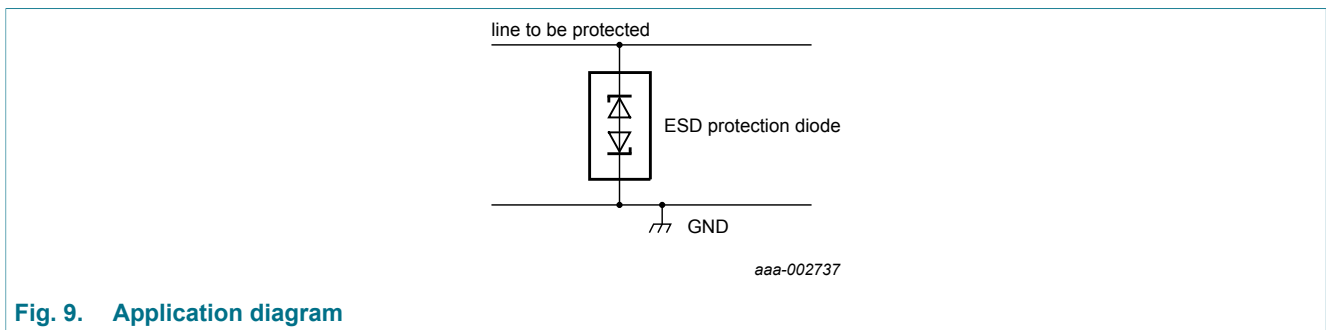 line to be protected
ESD protection diode
GND
aaa-002737
Fig. 9. Application diagram